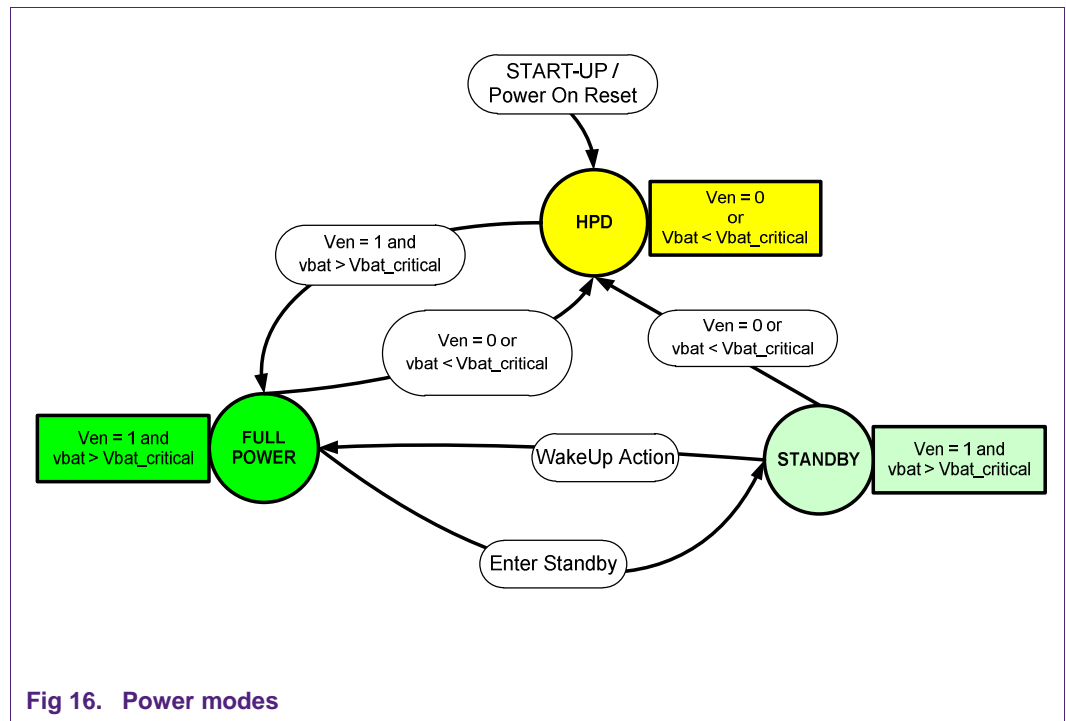 START-UP /
Power On Reset
HPD
Ven = 0
or
Vbat < Vbat_critical
Ven = 1 and
vbat > Vbat_critical
Ven = 0 or
vbat < Vbat_critical
Ven = 0 or
vbat < Vbat_critical
Ven = 1 and
vbat > Vbat_critical
FULL
POWER
WakeUp Action
STANDBY
Ven = 1 and
vbat > Vbat_critical
Enter Standby
Fig 16. Power modes